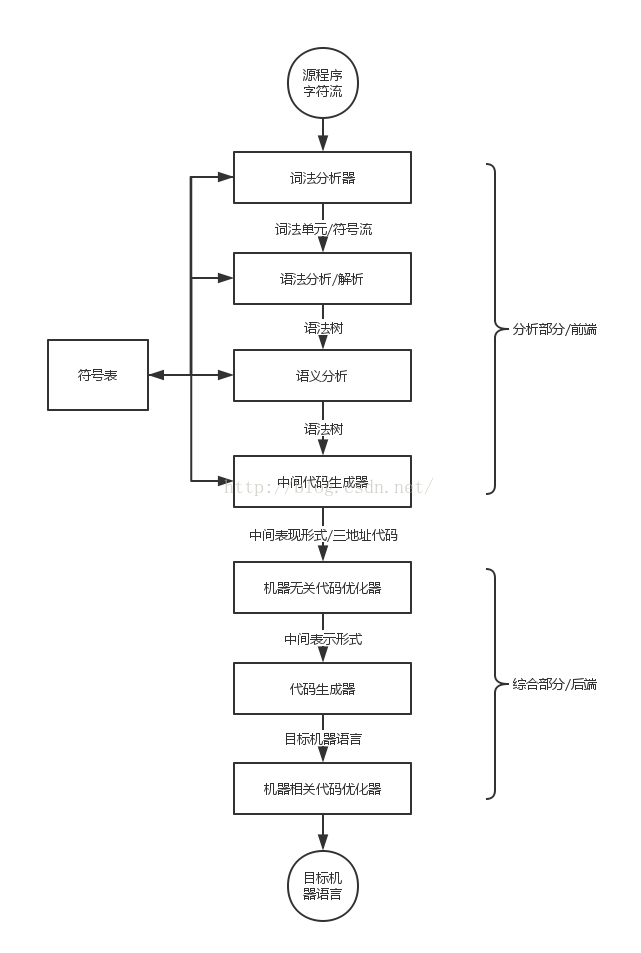 源程序
字符流
词法分析器
词法单元/符号流
语法分析/解析
分析部分/前端
语法树
符号表
语义分析
语法树
中间代码生成器
http://blog.csdn.net/
中间表现形式/三地址代码
机器无关代码优化器
中间表示形式
综合部分/后端
代码生成器
目标机器语言
机器相关代码优化器
目标机
器语言